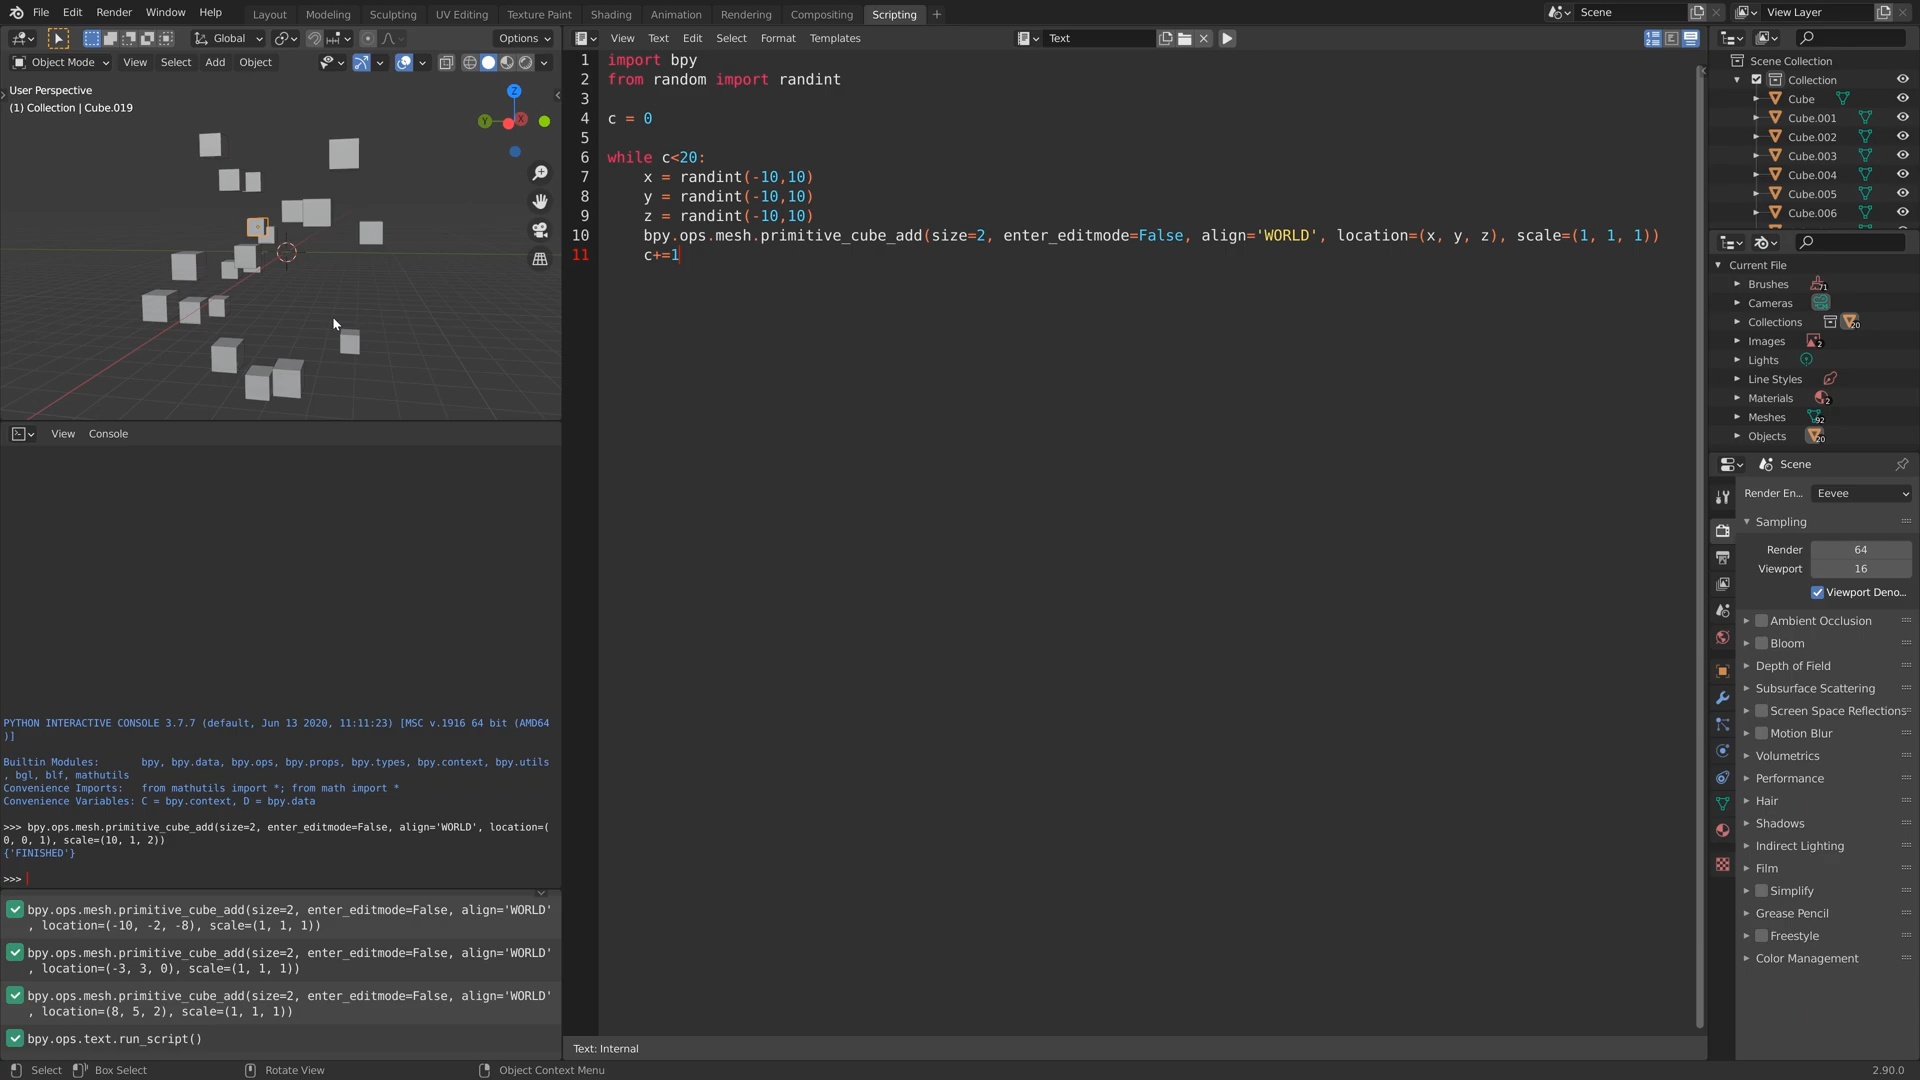 File Edit Render Window Help Layout Modeling Sculpting UV Editing Texture Paint Shading Animation Rendering Compositing Scripting + Scene View Layer
Global Options
View Text Edit Select Format Templates Text
Object Mode View Select Add Object
User Perspective
(1) Collection | Cube.019
Z
Y
X
1 import bpy
2 from random import randint
3
4 c = 0
5
6 while c<20:
7 x = randint(-10,10)
8 y = randint(-10,10)
9 z = randint(-10,10)
10 bpy.ops.mesh.primitive_cube_add(size=2, enter_editmode=False, align='WORLD', location=(x, y, z), scale=(1, 1, 1))
11 c+=1
Text: Internal
View Console
PYTHON INTERACTIVE CONSOLE 3.7.7 (default, Jun 13 2020, 11:11:23) [MSC v.1916 64 bit (AMD64
)]
Builtin Modules: bpy, bpy.data, bpy.ops, bpy.props, bpy.types, bpy.context, bpy.utils
, bgl, blf, mathutils
Convenience Imports: from mathutils import *; from math import *
Convenience Variables: C = bpy.context, D = bpy.data
>>> bpy.ops.mesh.primitive_cube_add(size=2, enter_editmode=False, align='WORLD', location=(
0, 0, 1), scale=(10, 1, 2))
{'FINISHED'}
>>>
bpy.ops.mesh.primitive_cube_add(size=2, enter_editmode=False, align='WORLD'
, location=(-10, -2, -8), scale=(1, 1, 1))
bpy.ops.mesh.primitive_cube_add(size=2, enter_editmode=False, align='WORLD'
, location=(-3, 3, 0), scale=(1, 1, 1))
bpy.ops.mesh.primitive_cube_add(size=2, enter_editmode=False, align='WORLD'
, location=(8, 5, 2), scale=(1, 1, 1))
bpy.ops.text.run_script()
Scene Collection
Collection
Cube
Cube.001
Cube.002
Cube.003
Cube.004
Cube.005
Cube.006
Current File
Brushes 71
Cameras
Collections 20
Images 2
Lights
Line Styles
Materials 2
Meshes 92
Objects 20
Scene
Render En... Eevee
Sampling
Render 64
Viewport 16
Viewport Deno...
Ambient Occlusion
Bloom
Depth of Field
Subsurface Scattering
Screen Space Reflections
Motion Blur
Volumetrics
Performance
Hair
Shadows
Indirect Lighting
Film
Simplify
Grease Pencil
Freestyle
Color Management
Select Box Select Rotate View Object Context Menu 2.90.0